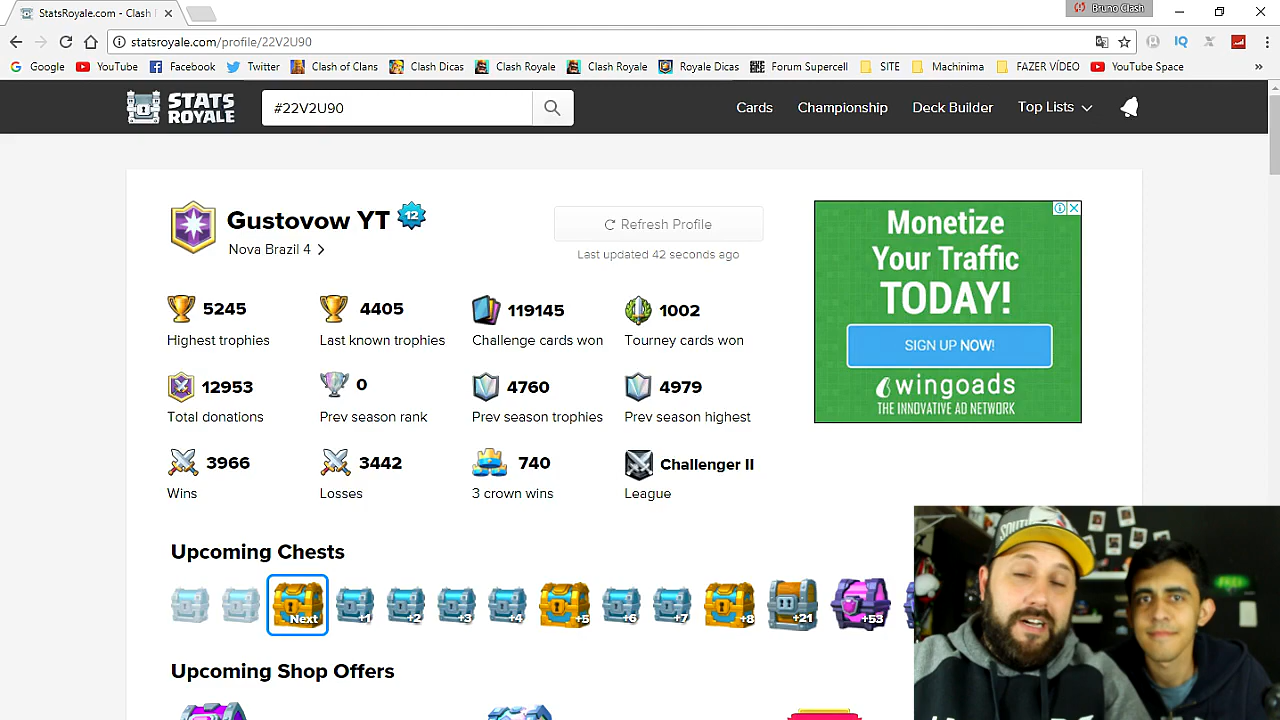 StatsRoyale.com - Clash
Bruno Clash
statsroyale.com/profile/22V2U90
Google YouTube Facebook Twitter Clash of Clans Clash Dicas Clash Royale Clash Royale Royale Dicas Forum Supercell SITE Machinima FAZER VÍDEO YouTube Space »
STATS ROYALE
#22V2U90
Cards Championship Deck Builder Top Lists
Gustovow YT 12
Nova Brazil 4
Refresh Profile
Last updated 42 seconds ago
5245 4405 119145 1002
Highest trophies Last known trophies Challenge cards won Tourney cards won
12953 0 4760 4979
Total donations Prev season rank Prev season trophies Prev season highest
3966 3442 740 Challenger II
Wins Losses 3 crown wins League
Monetize
Your Traffic
TODAY!
SIGN UP NOW!
wingoads
THE INNOVATIVE AD NETWORK
Upcoming Chests
Next +1 +2 +3 +4 +5 +6 +7 +8 +21 +53
Upcoming Shop Offers